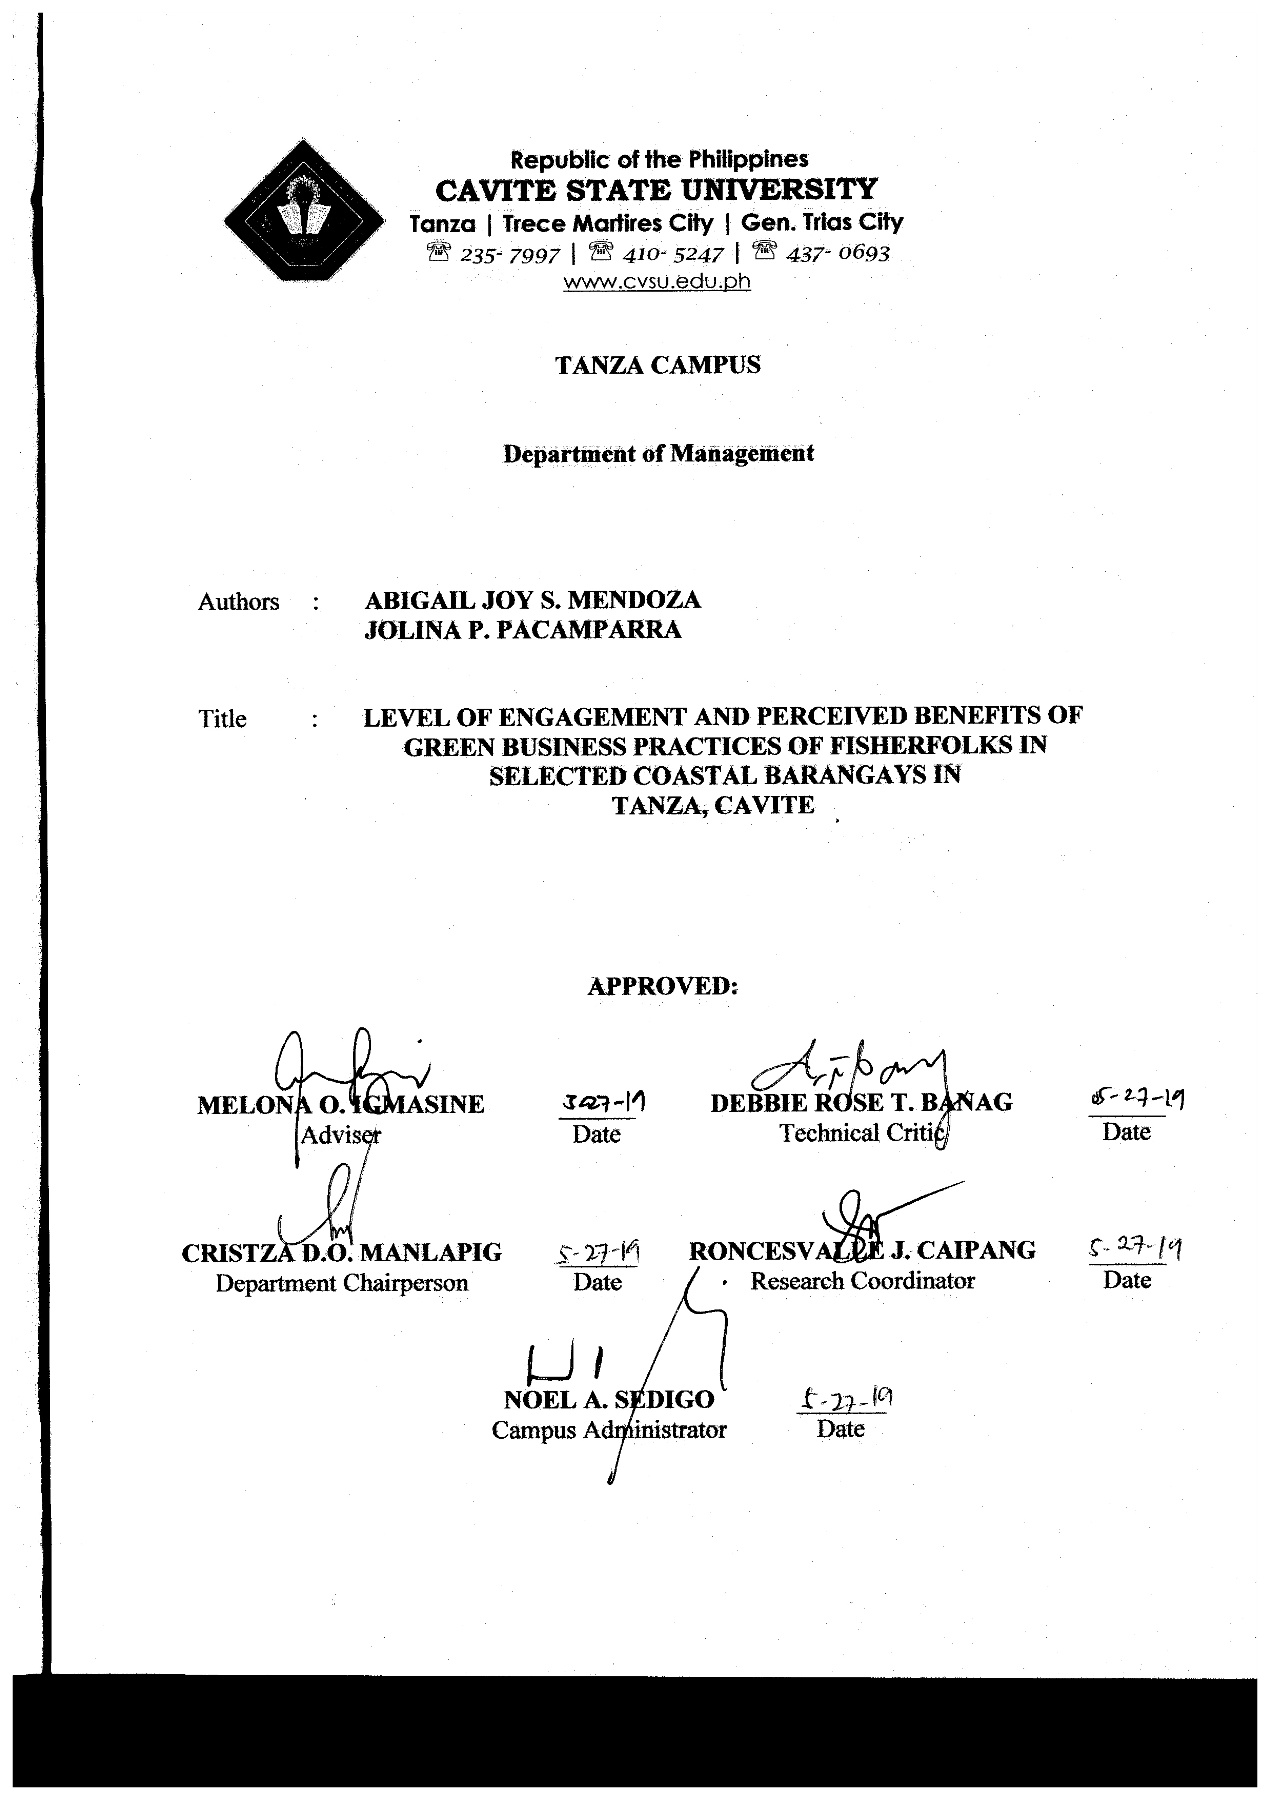 Republic of the Philippines
CAVITE STATE UNIVERSITY
Tanza | Trece Martires City | Gen. Trias City
☏ 235- 7997 | ☏ 410- 5247 | ☏ 437- 0693
www.cvsu.edu.ph
TANZA CAMPUS
Department of Management
Authors : ABIGAIL JOY S. MENDOZA
JOLINA P. PACAMPARRA
Title : LEVEL OF ENGAGEMENT AND PERCEIVED BENEFITS OF
GREEN BUSINESS PRACTICES OF FISHERFOLKS IN
SELECTED COASTAL BARANGAYS IN
TANZA, CAVITE
APPROVED:
MELONA O. IGMASINE DEBBIE ROSE T. BANAG 5-27-19
Adviser Date Technical Critic Date
CRISTZA D.O. MANLAPIG 5-27-19 RONCESVALLE J. CAIPANG 5-27-19
Department Chairperson Date Research Coordinator Date
NOEL A. SEDIGO 5-27-19
Campus Administrator Date